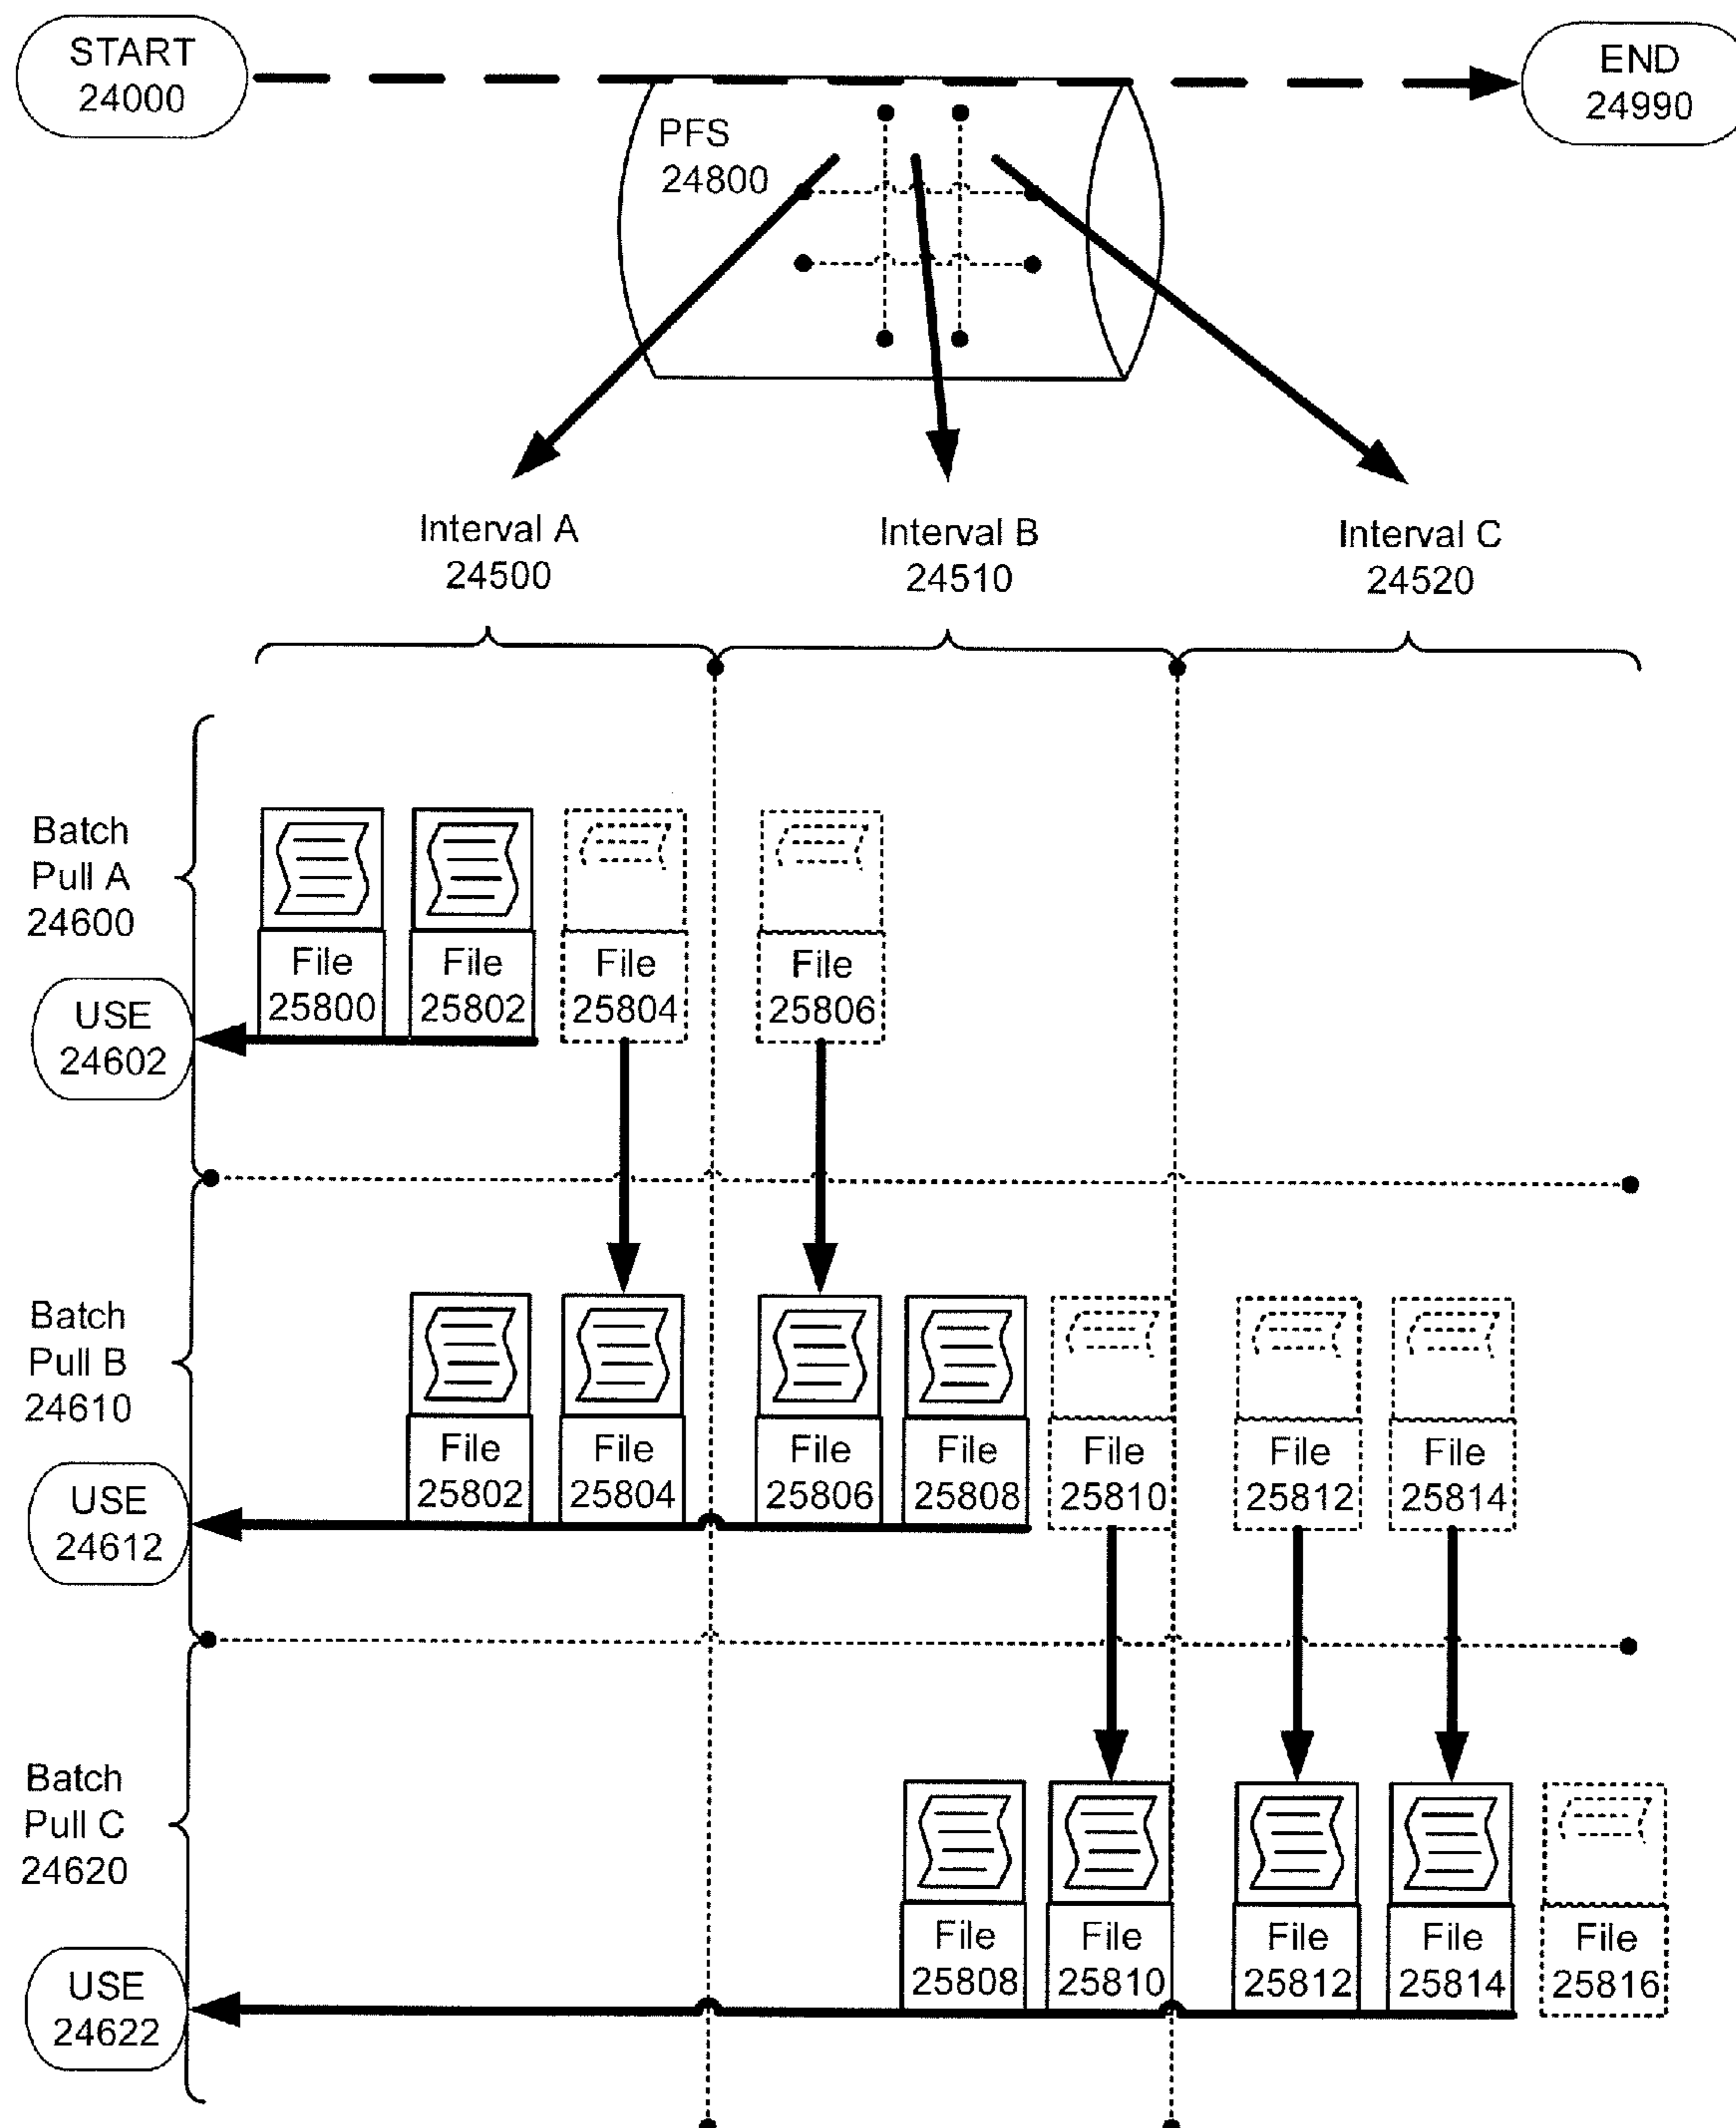 START
24000
END
24990
PFS
24800
Interval A
24500
Interval B
24510
Interval C
24520
Batch
Pull A
24600
File
25800
File
25802
File
25804
File
25806
USE
24602
Batch
Pull B
24610
File
25802
File
25804
File
25806
File
25808
File
25810
File
25812
File
25814
USE
24612
Batch
Pull C
24620
File
25808
File
25810
File
25812
File
25814
File
25816
USE
24622